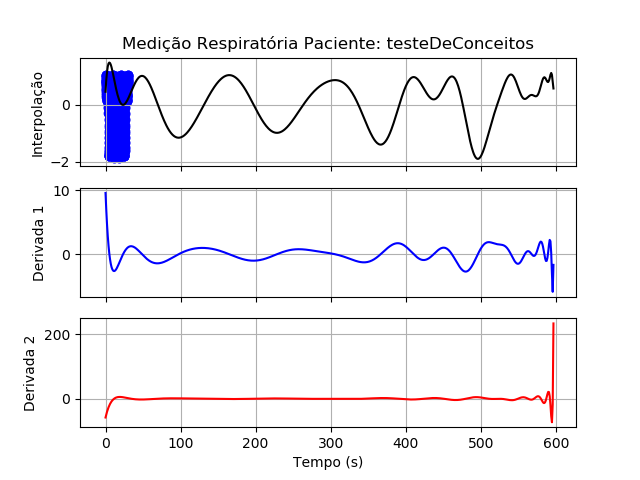 Medição Respiratória Paciente: testeDeConceitos
Interpolação
0
−2
Derivada 1
10
0
Derivada 2
200
0
0 100 200 300 400 500 600
Tempo (s)